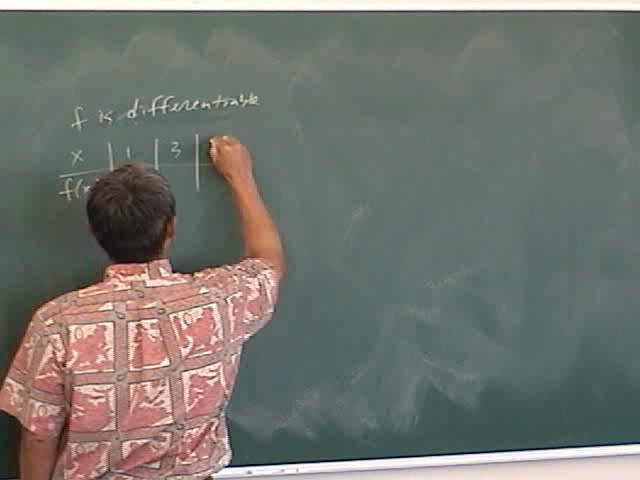 f is differentiable
x | 1 | 3 |
f(x